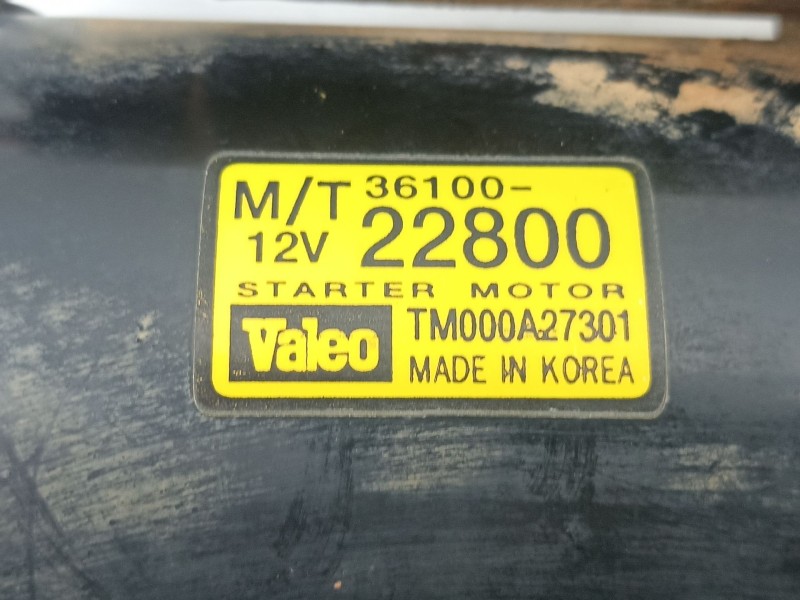 M/T 36100-
12V 22800
STARTER MOTOR
Valeo TM000A27301
MADE IN KOREA